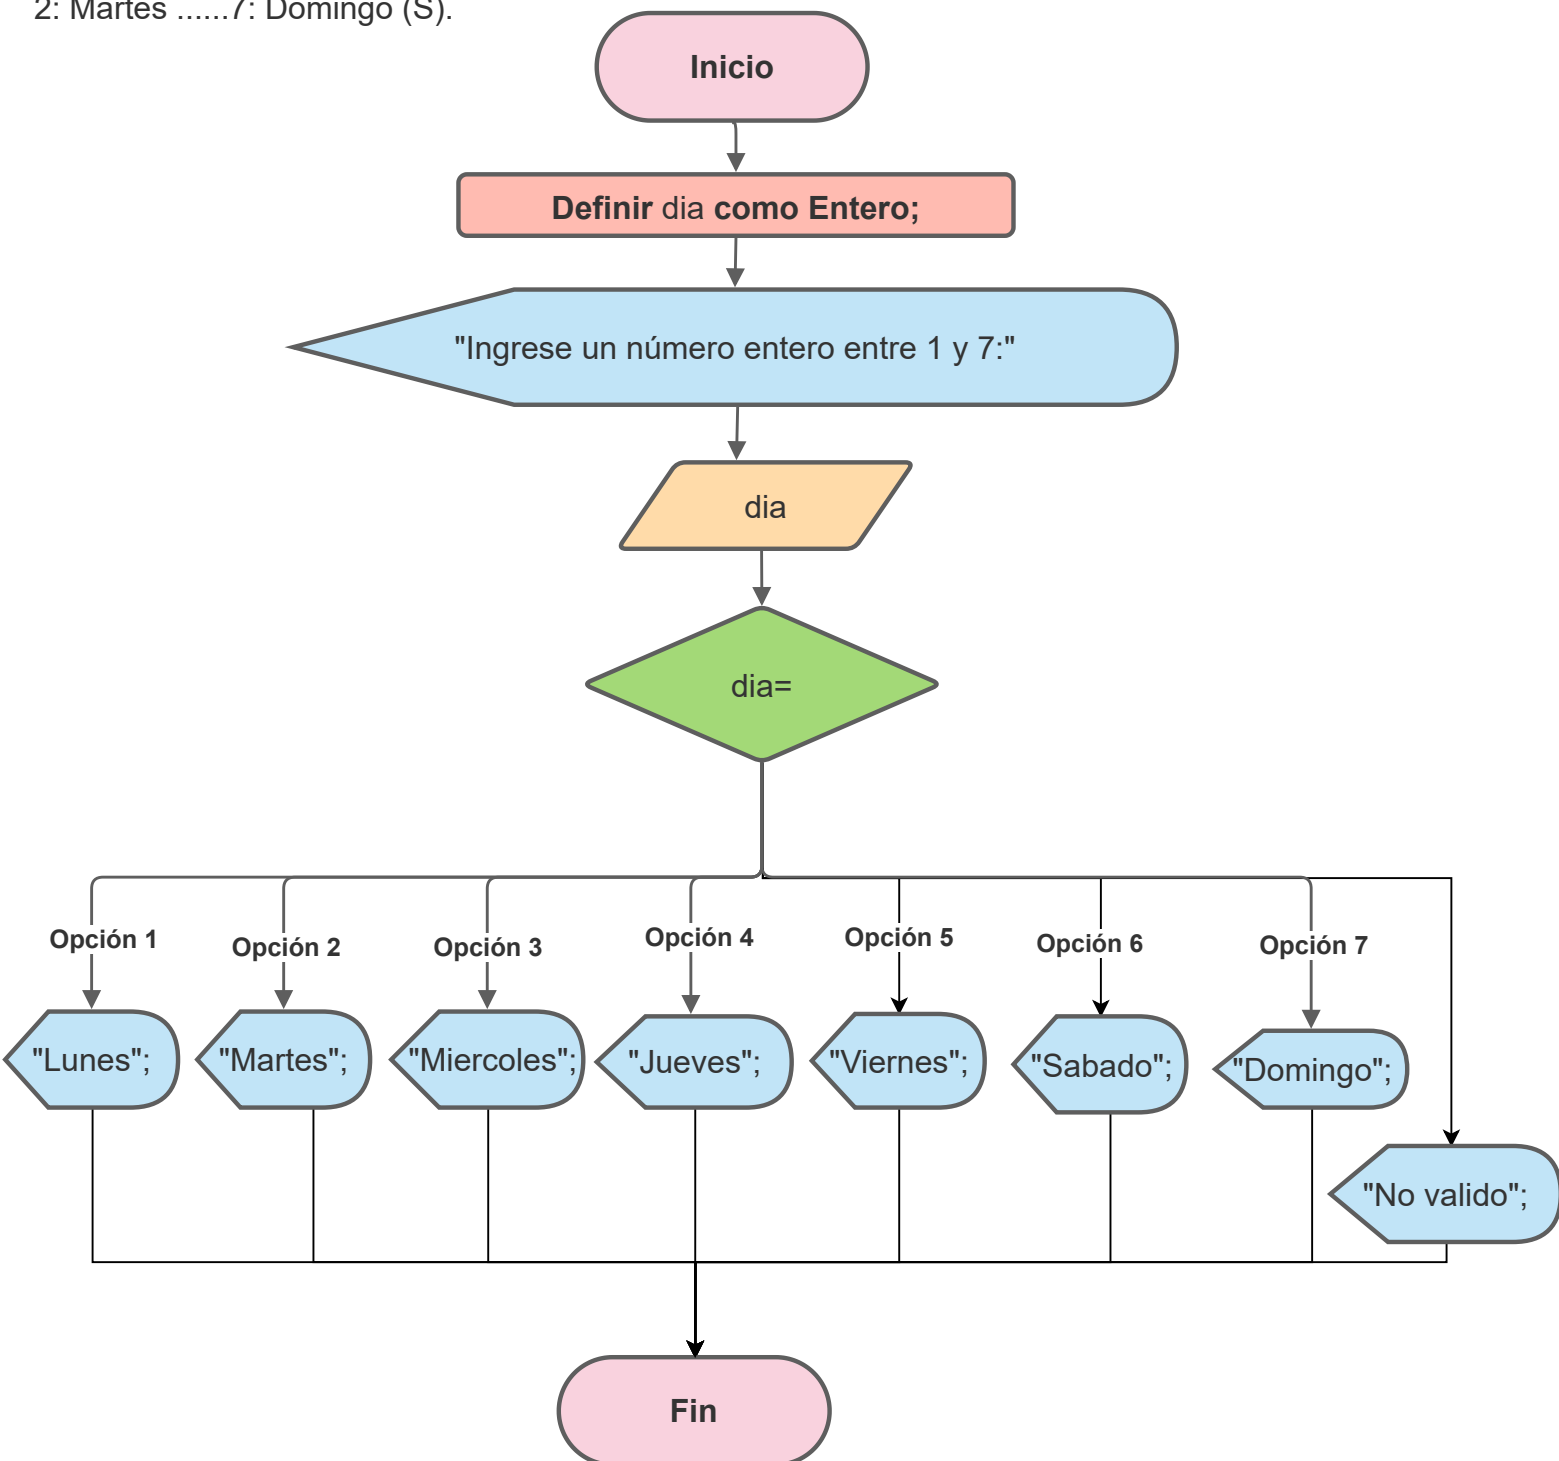 2: Martes ......7: Domingo (S).
Inicio
Definir dia como Entero;
"Ingrese un número entero entre 1 y 7:"
dia
dia=
Opción 1
Opción 2
Opción 3
Opción 4
Opción 5
Opción 6
Opción 7
"Lunes";
"Martes";
"Miercoles";
"Jueves";
"Viernes";
"Sabado";
"Domingo";
"No valido";
Fin